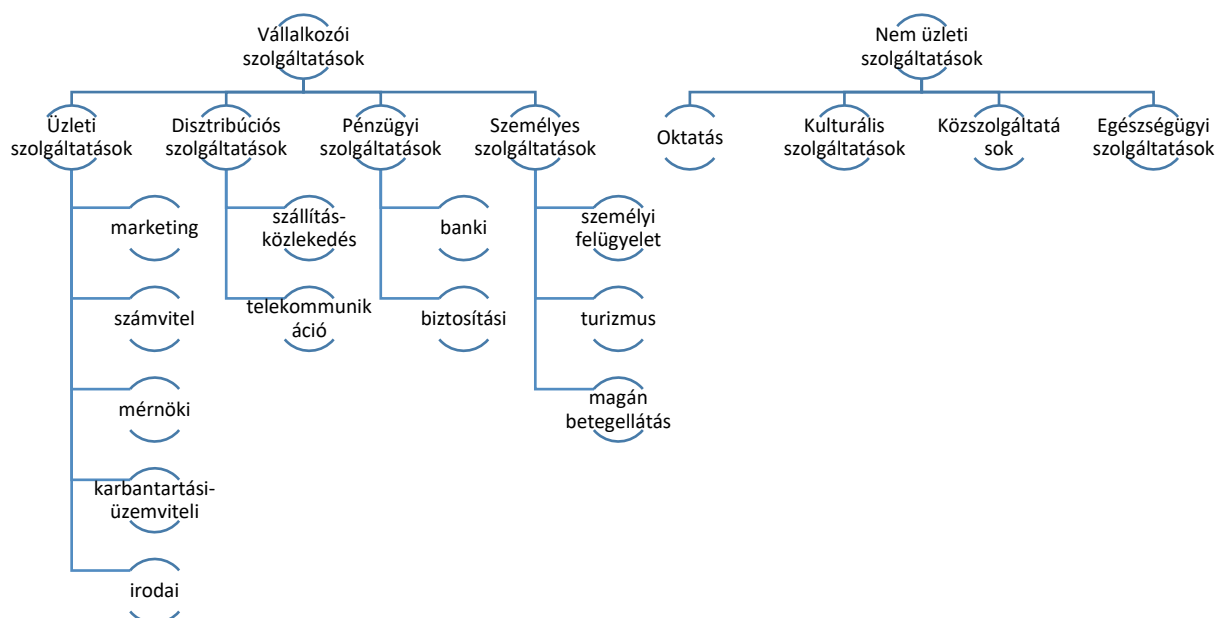 Vállalkozói
szolgáltatások
Üzleti
szolgáltatások
marketing
számvitel
mérnöki
karbantartási-
üzemviteli
irodai
Disztribúciós
szolgáltatások
szállítás-
közlekedés
telekommunik
áció
Pénzügyi
szolgáltatások
banki
biztosítási
Személyes
szolgáltatások
személyi
felügyelet
turizmus
magán
betegellátás
Nem üzleti
szolgáltatások
Oktatás
Kulturális
szolgáltatások
Közszolgáltatá
sok
Egészségügyi
szolgáltatások